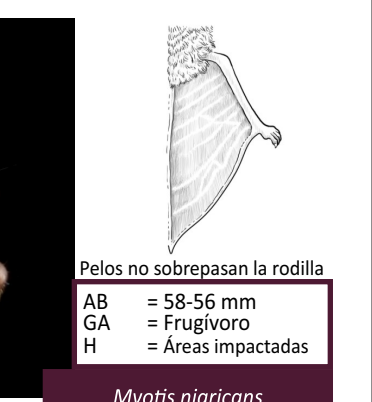 Pelos no sobrepasan la rodilla
AB = 58-56 mm
GA = Frugívoro
H = Áreas impactadas
Myotis nigricans